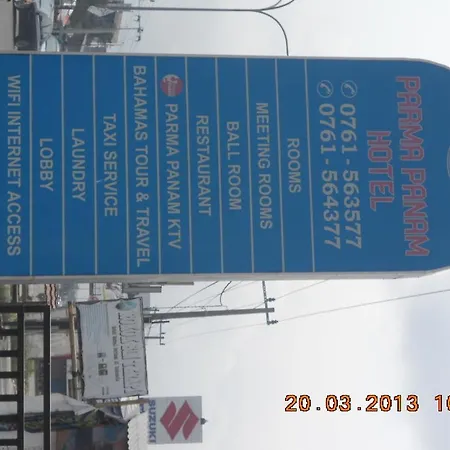 PARMA PANAM
HOTEL
0761-563577
0761-564377
ROOMS
MEETING ROOMS
BALL ROOM
RESTAURANT
PARMA PANAM KTV
BAHAMAS TOUR & TRAVEL
TAXI SERVICE
LAUNDRY
LOBBY
WIFI INTERNET ACCESS
SUZUKI
20.03.2013